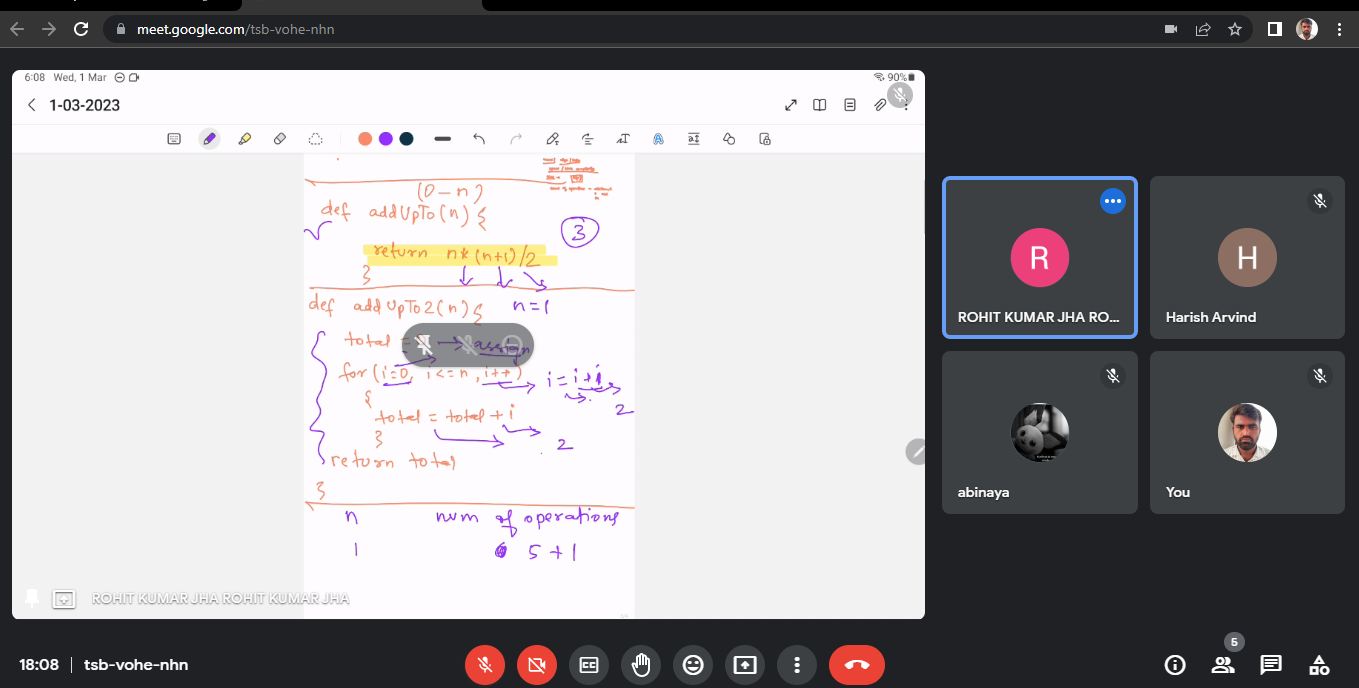 meet.google.com/tsb-vohe-nhn
6:08 Wed, 1 Mar
90%
1-03-2023
(0 - n)
def addUpTo(n) {
3
return n* (n+1)/2
}
def addUpTo2(n) { n=1
total = → assign
for (i=0, i<=n, i++) i = i+1,
{
2
total = total + i
}
2
return total
}
n num of operations
1 5 + 1
ROHIT KUMAR JHA ROHIT KUMAR JHA
R
ROHIT KUMAR JHA RO...
H
Harish Arvind
abinaya
You
18:08 | tsb-vohe-nhn
CC
5